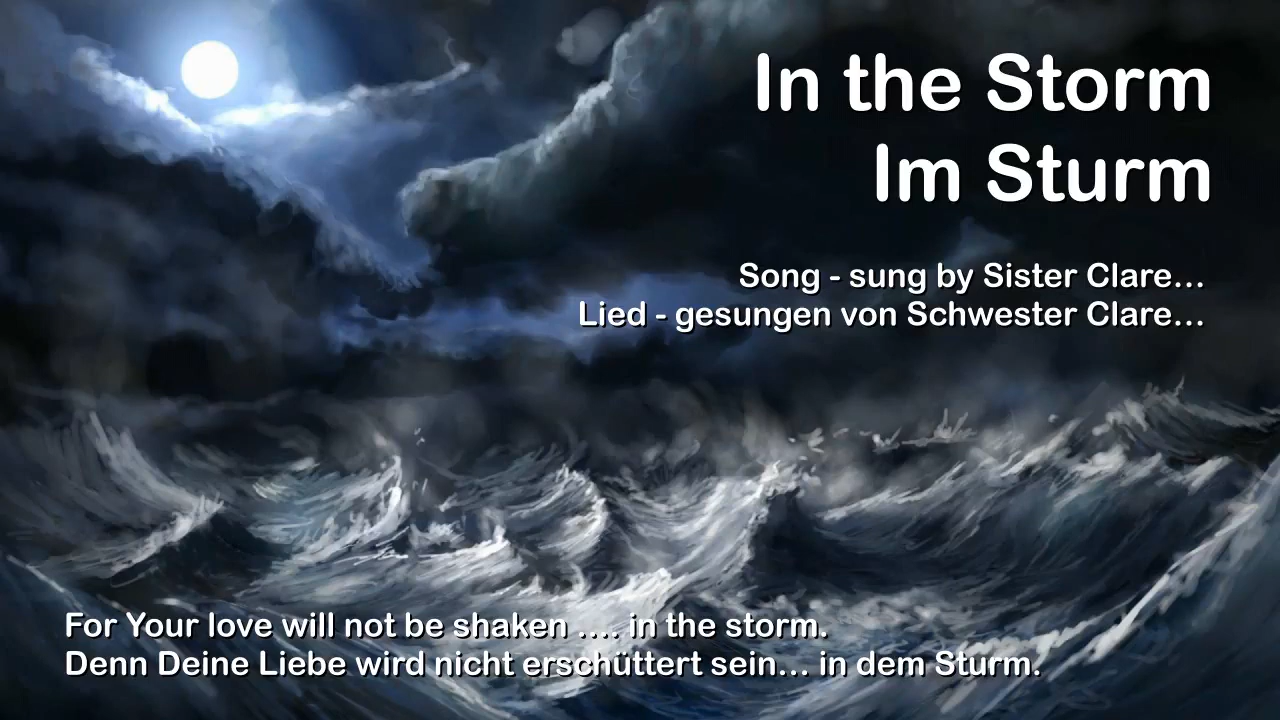 In the Storm
Im Sturm
Song - sung by Sister Clare…
Lied - gesungen von Schwester Clare…
For Your love will not be shaken …. in the storm.
Denn Deine Liebe wird nicht erschüttert sein… in dem Sturm.